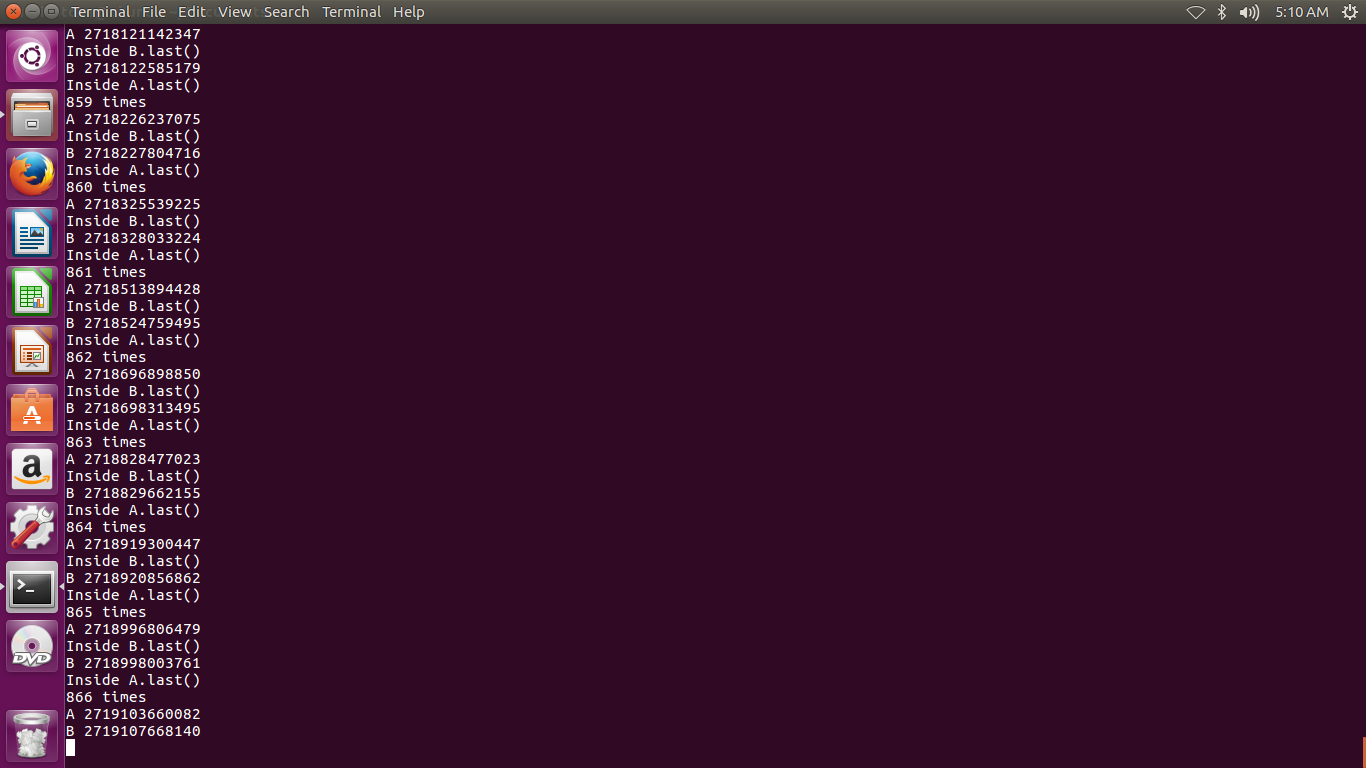 Terminal File Edit View Search Terminal Help
5:10 AM
A 2718121142347
Inside B.last()
B 2718122585179
Inside A.last()
859 times
A 2718226237075
Inside B.last()
B 2718227804716
Inside A.last()
860 times
A 2718325539225
Inside B.last()
B 2718328033224
Inside A.last()
861 times
A 2718513894428
Inside B.last()
B 2718524759495
Inside A.last()
862 times
A 2718696898850
Inside B.last()
B 2718698313495
Inside A.last()
863 times
A 2718828477023
Inside B.last()
B 2718829662155
Inside A.last()
864 times
A 2718919300447
Inside B.last()
B 2718920856862
Inside A.last()
865 times
A 2718996806479
Inside B.last()
B 2718998003761
Inside A.last()
866 times
A 2719103660082
B 2719107668140
A
a
>_
DVD